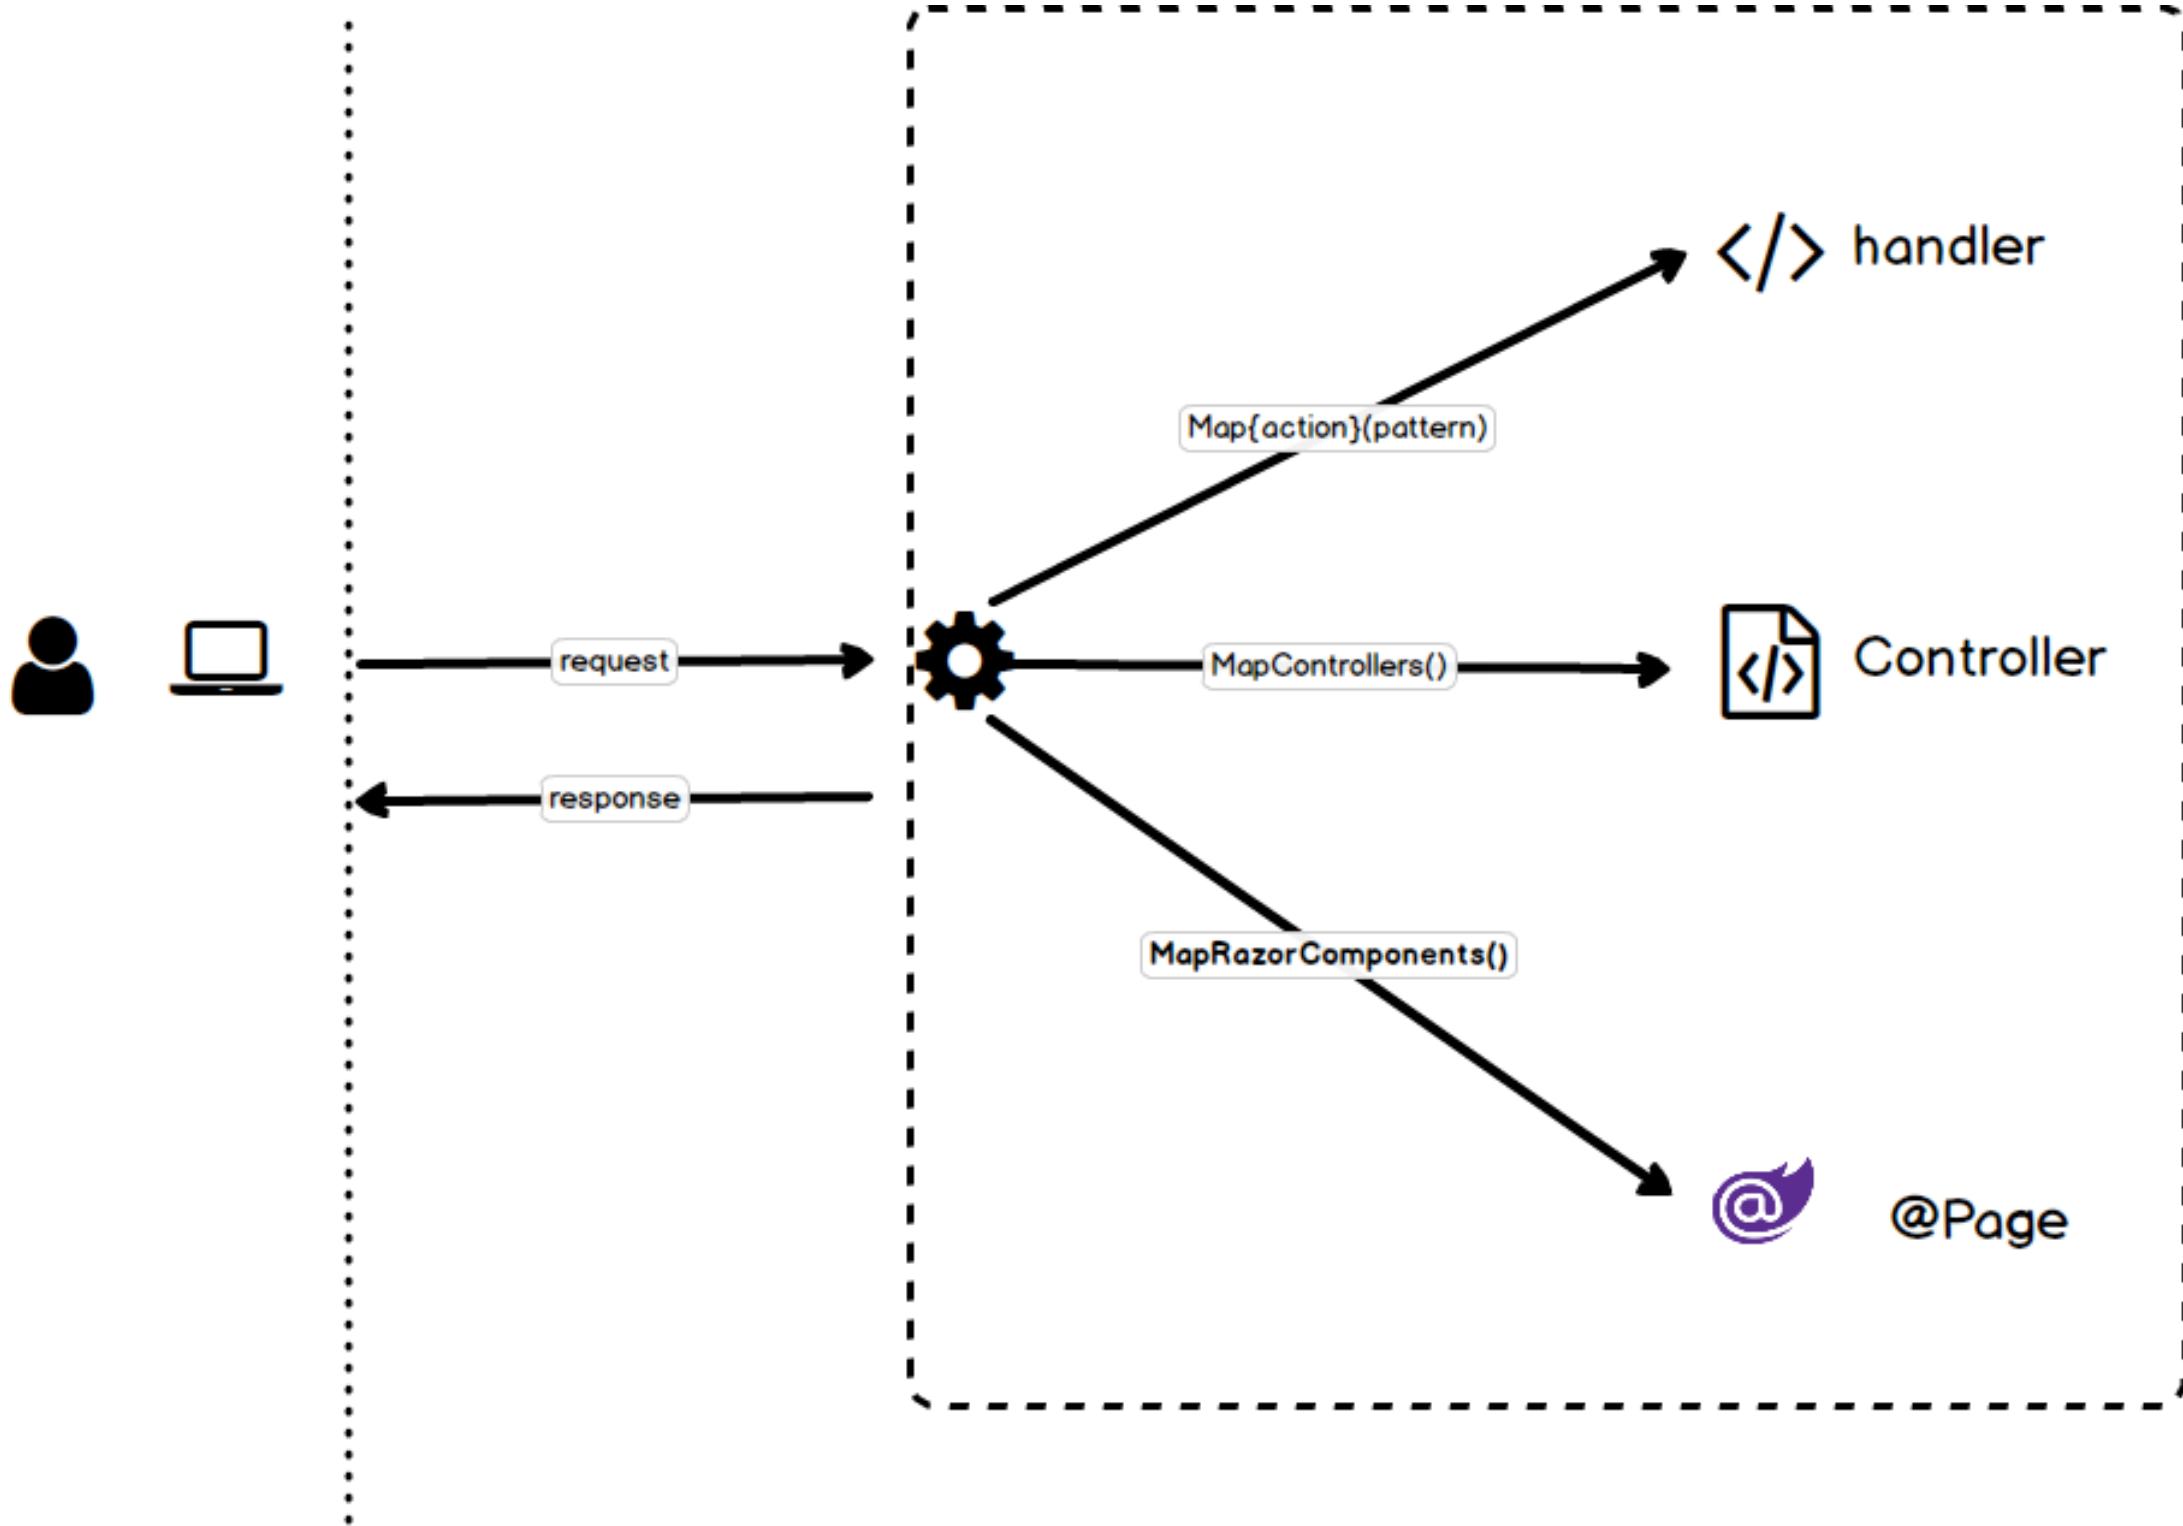 handler
Map{action}(pattern)
request
MapControllers()
Controller
response
MapRazorComponents()
@Page